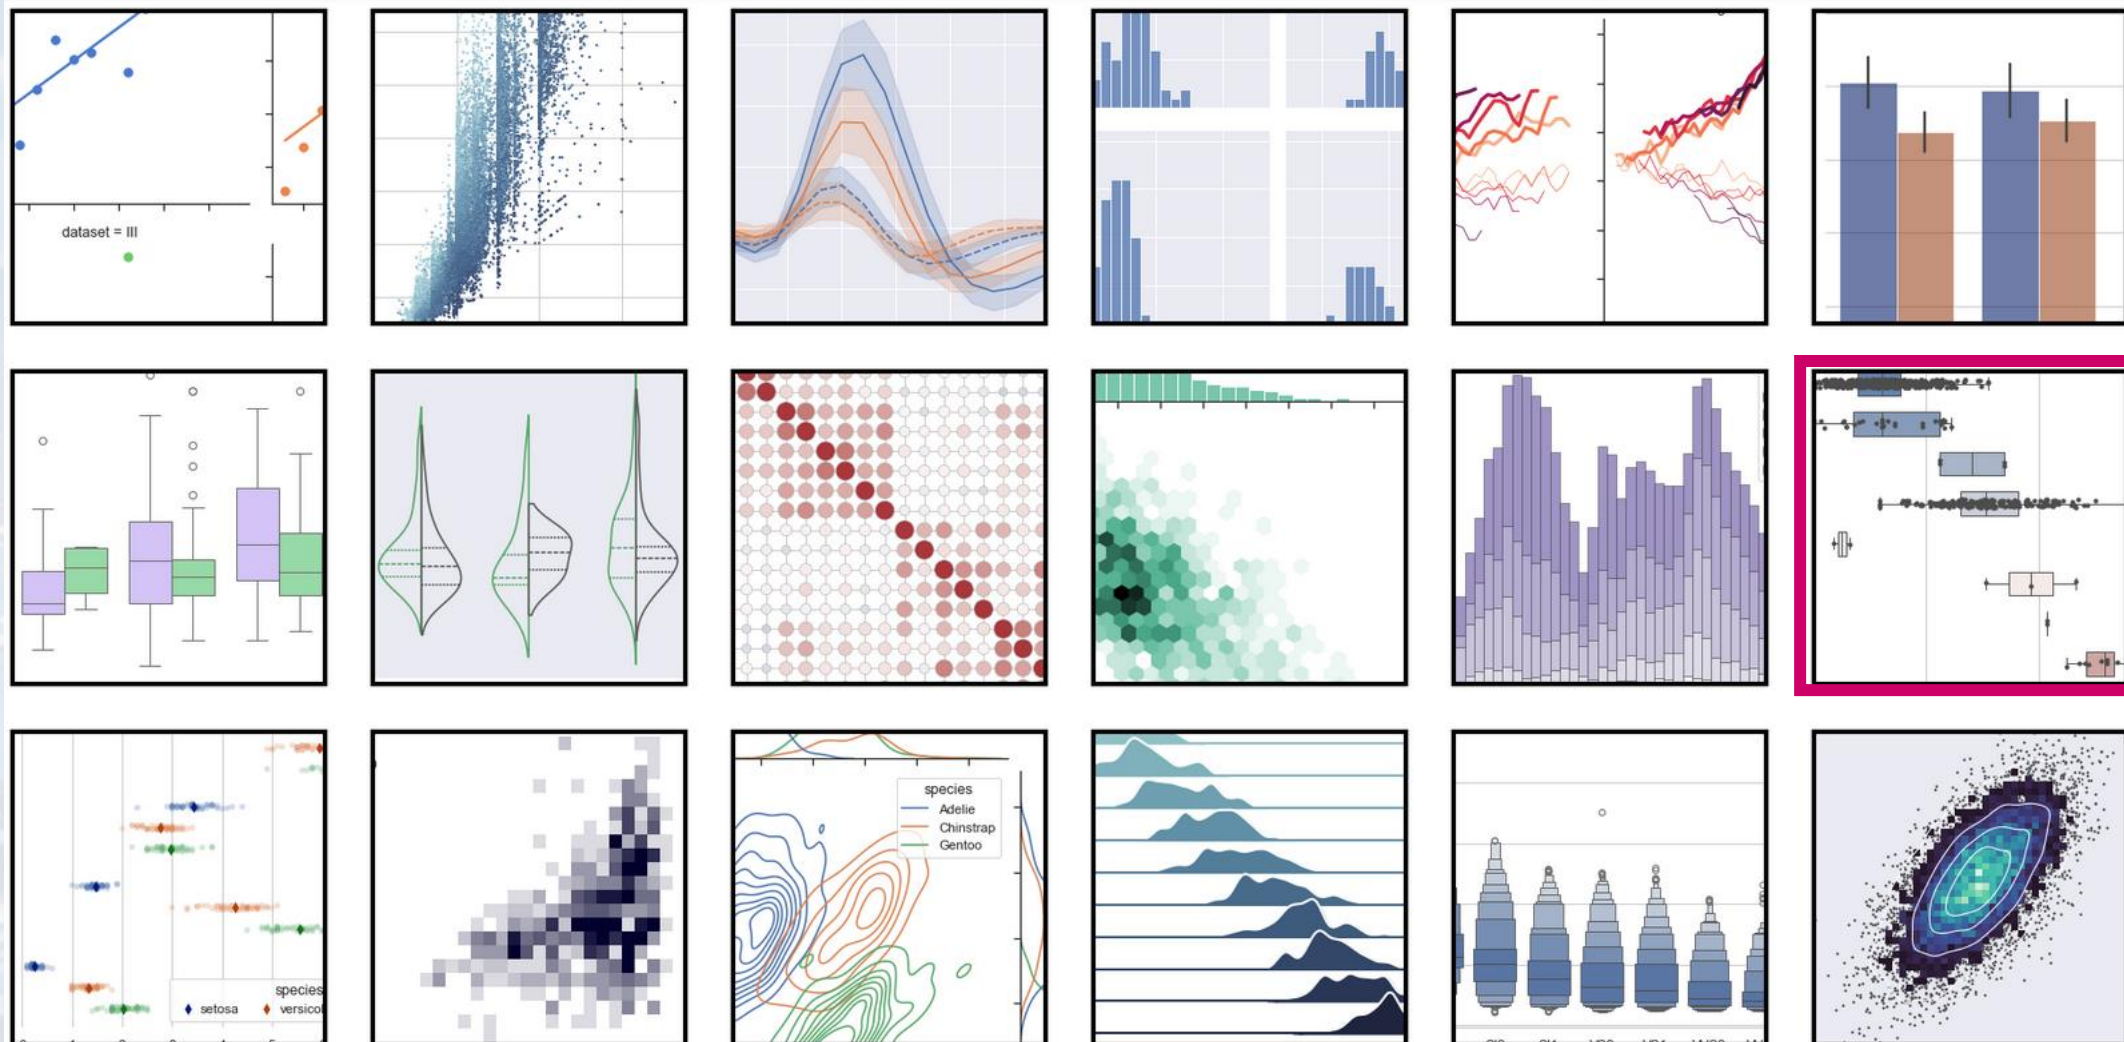 dataset = III
species
Adelie
Chinstrap
Gentoo
species
setosa
versicol